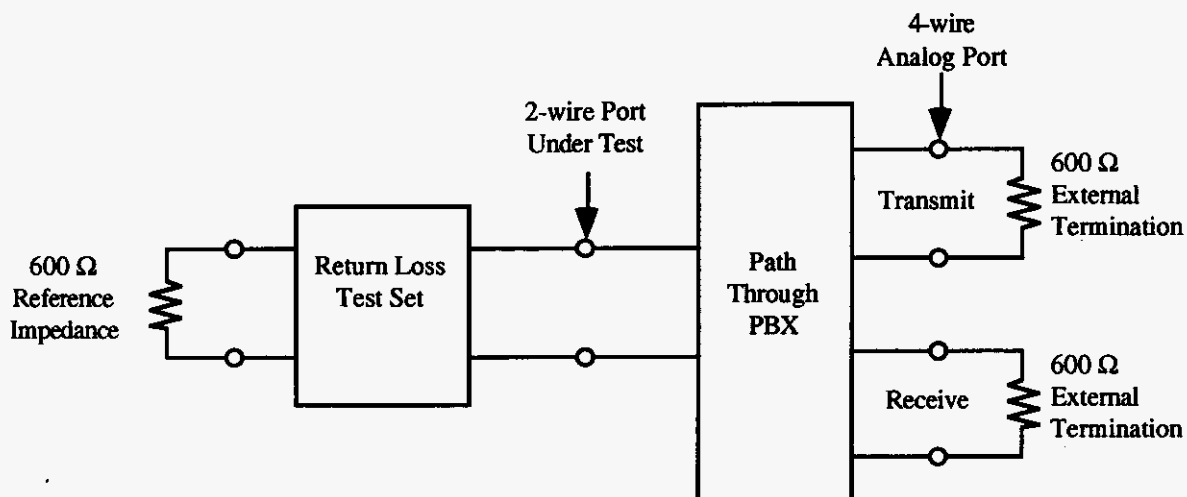 4-wire
Analog Port
2-wire Port
Under Test
600 Ω
Reference
Impedance
Return Loss
Test Set
Path
Through
PBX
Transmit
600 Ω
External
Termination
Receive
600 Ω
External
Termination